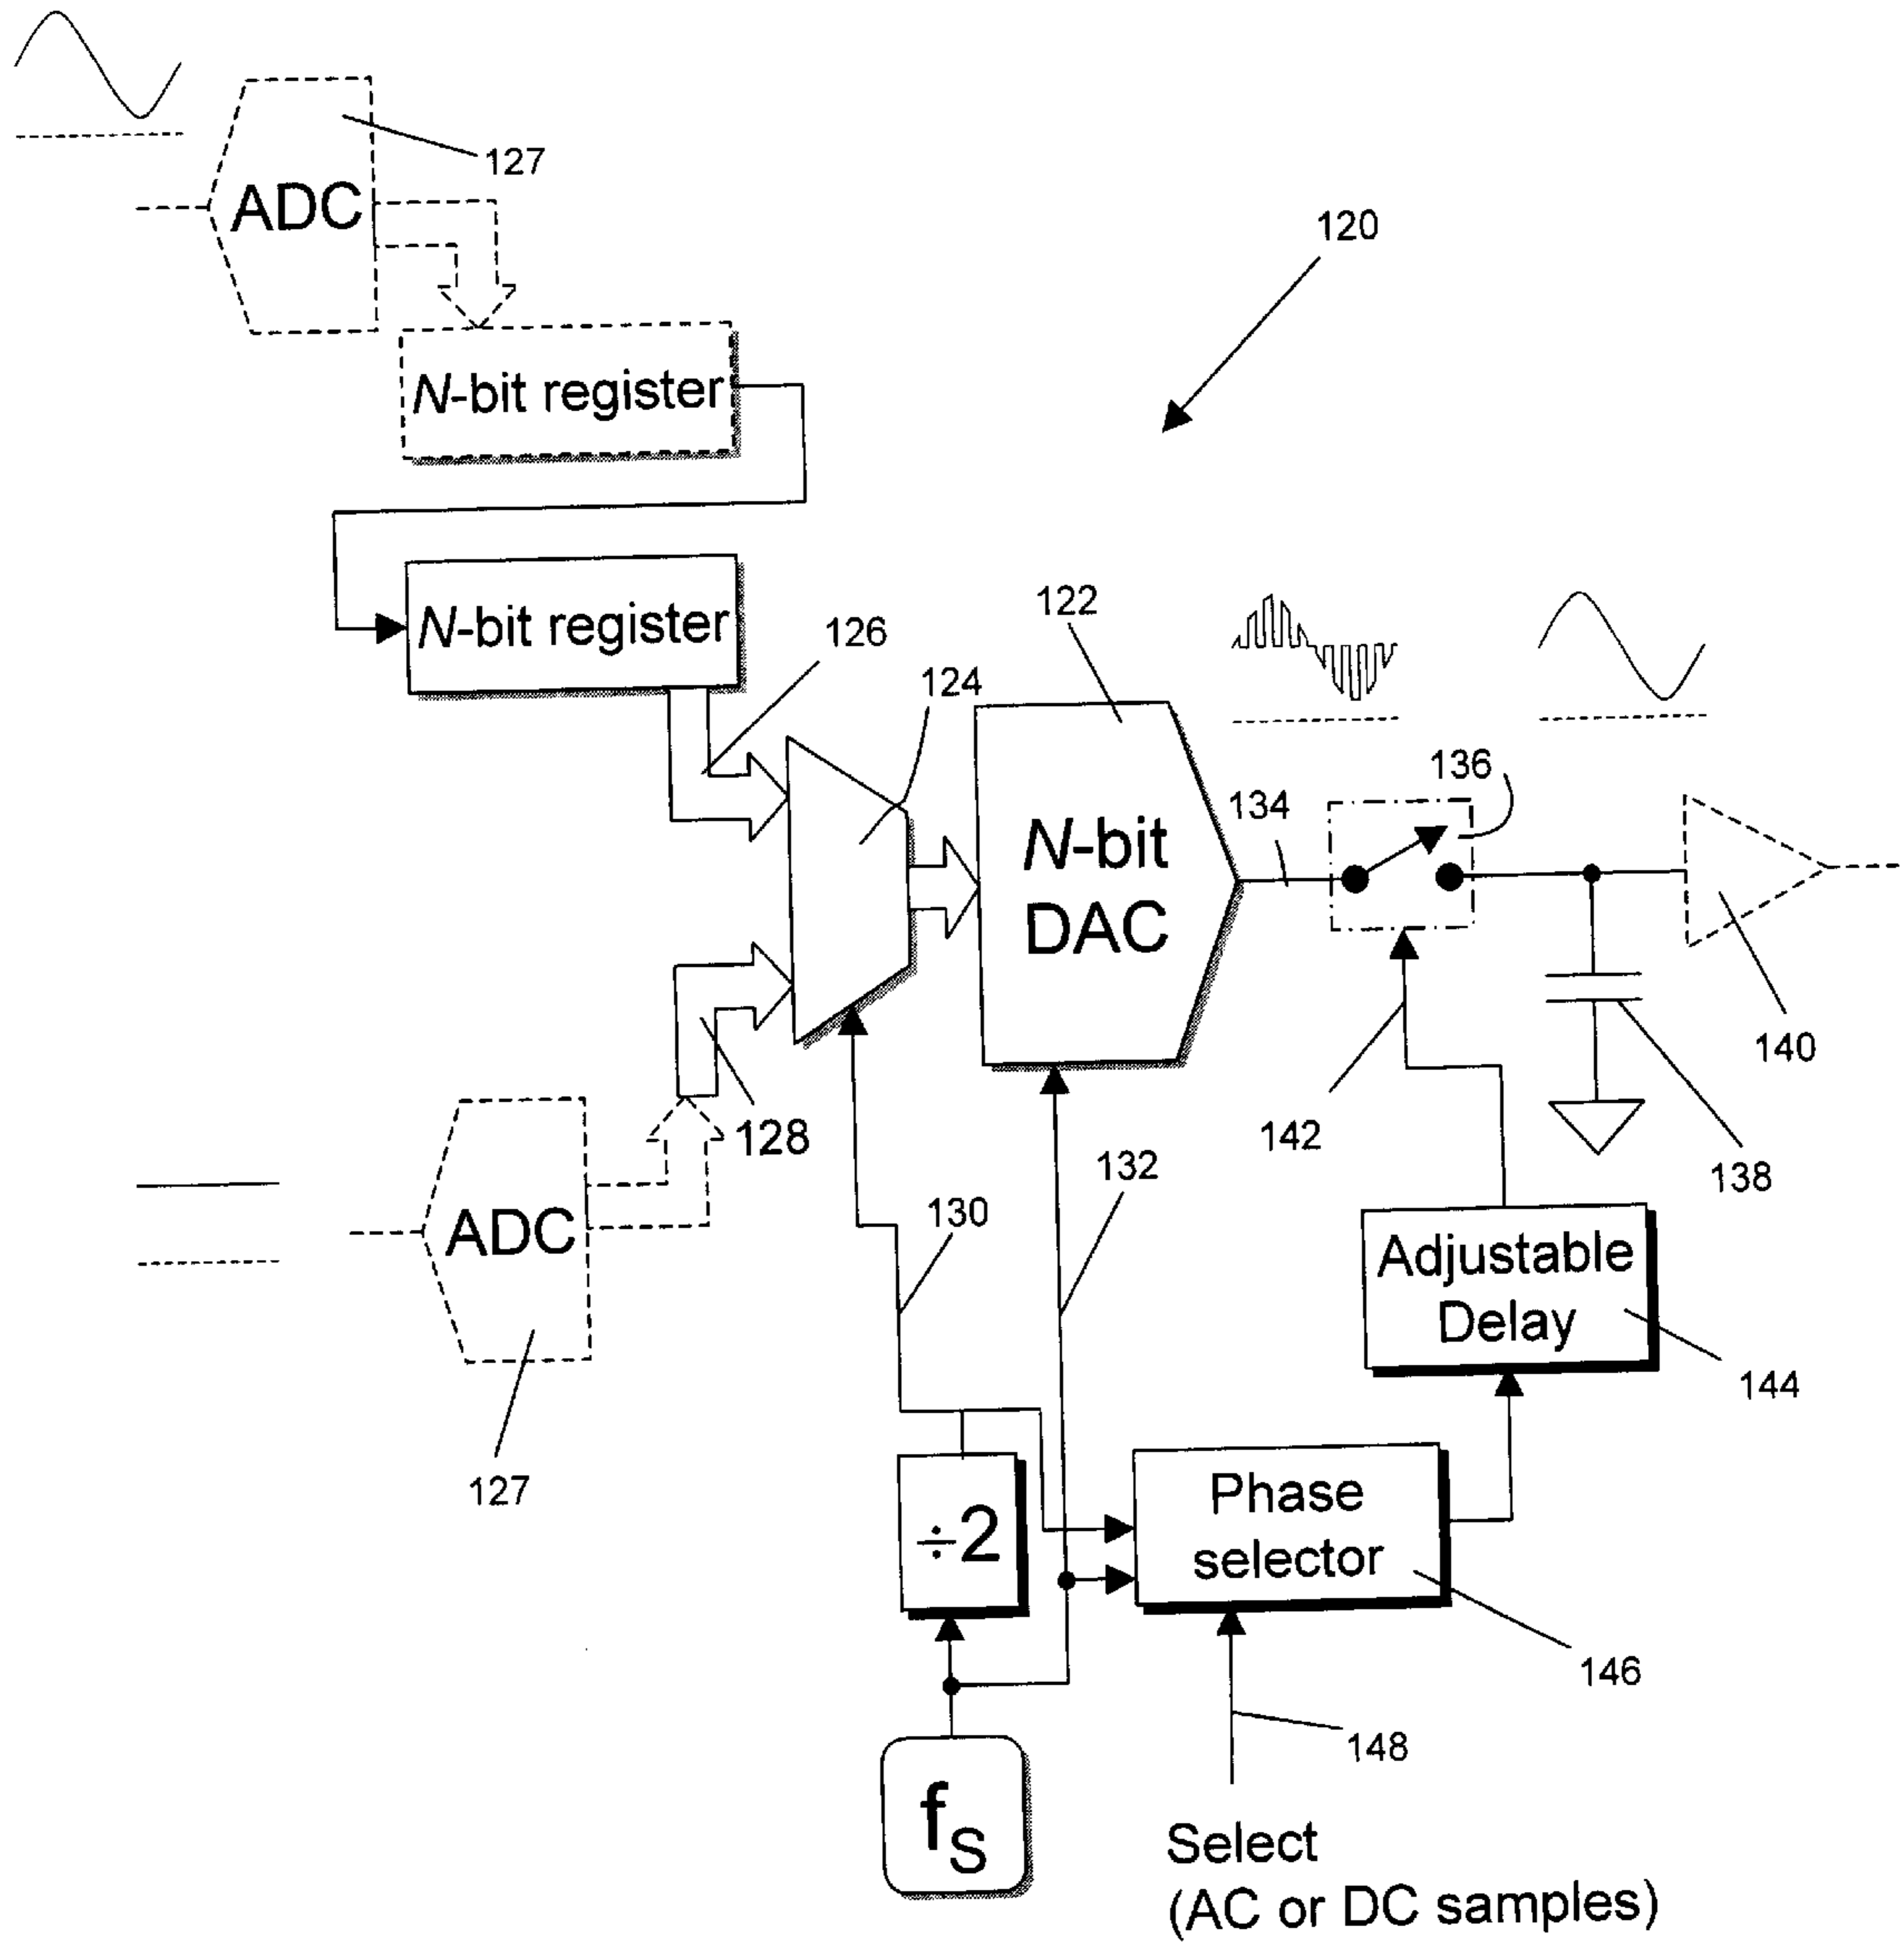 127
ADC
120
N-bit register
N-bit register
126
122
124
136
134
N-bit
DAC
140
128
142
138
132
130
ADC
Adjustable
Delay
144
127
÷2
Phase
selector
146
148
fS
Select
(AC or DC samples)